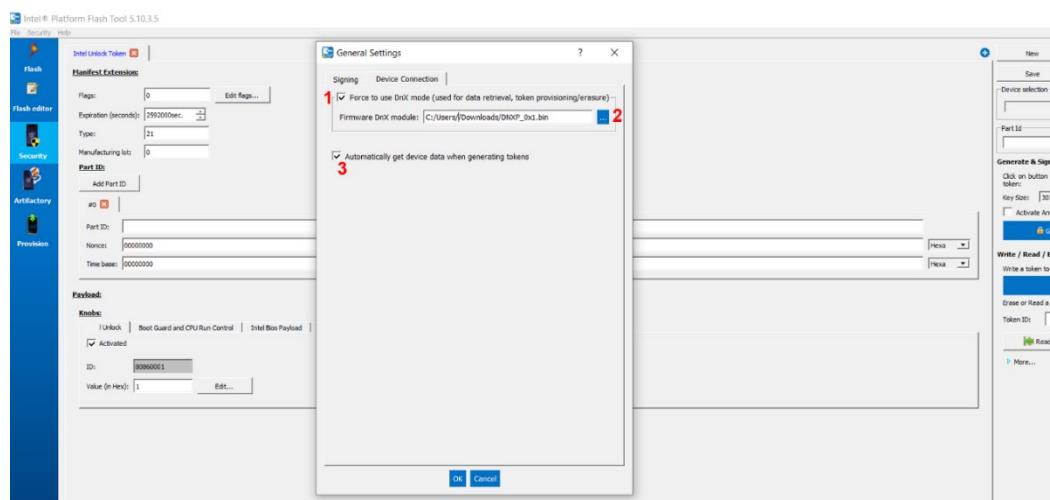 Intel® Platform Flash Tool 5.10.3.5
File Security Help
Flash
Flash editor
Security
Artifactory
Provision
Intel Unlock Token
Manifest Extension:
Flags: 0 Edit flags...
Expiration (seconds): 2592000sec.
Type: 21
Manufacturing lot: 0
Part ID:
Add Part ID
#0
Part ID:
Nonce: 00000000 Hexa
Time base: 00000000 Hexa
Payload:
Knobs:
l Unlock Boot Guard and CPU Run Control Intel Bios Payload
Activated
ID: 80860001
Value (in Hex): 1 Edit...
General Settings ? X
Signing Device Connection
1 Force to use DnX mode (used for data retrieval, token provisioning/erasure)
Firmware DnX module: C:/Users/ /Downloads/DNXP_0x1.bin ... 2
Automatically get device data when generating tokens
3
OK Cancel
New
Save
Device selection
Part Id
Generate & Sig
Click on button
token:
Key Size: 30
Activate An
G
Write / Read / E
Write a token to
Erase or Read a
Token ID:
Read
More...